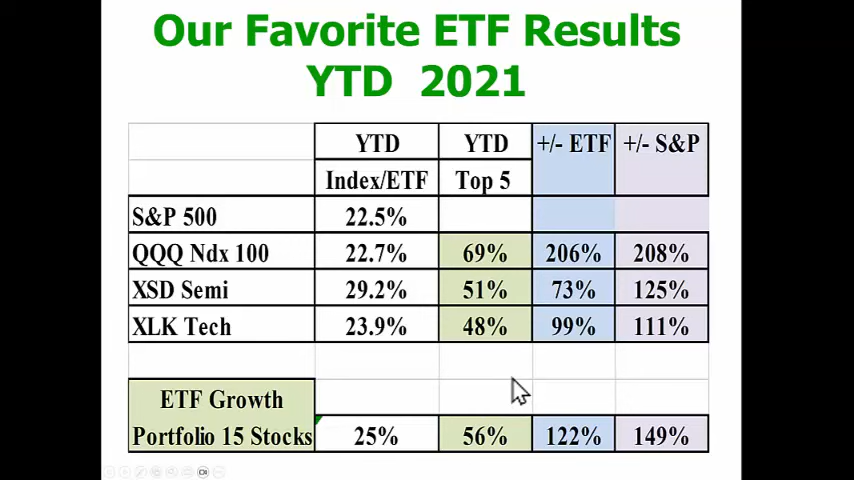 Our Favorite ETF Results
YTD 2021
YTD YTD +/- ETF +/- S&P
Index/ETF Top 5
S&P 500 22.5%
QQQ Ndx 100 22.7% 69% 206% 208%
XSD Semi 29.2% 51% 73% 125%
XLK Tech 23.9% 48% 99% 111%
ETF Growth
Portfolio 15 Stocks 25% 56% 122% 149%